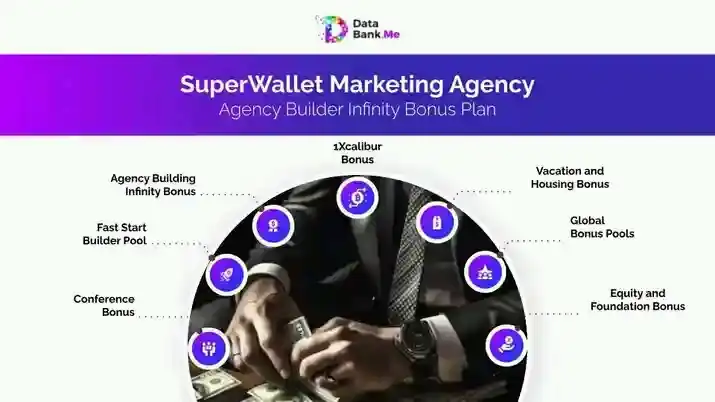 Data
Bank.Me
SuperWallet Marketing Agency
Agency Builder Infinity Bonus Plan
1Xcalibur
Bonus
Agency Building
Infinity Bonus
Vacation and
Housing Bonus
Fast Start
Builder Pool
Global
Bonus Pools
Conference
Bonus
Equity and
Foundation Bonus